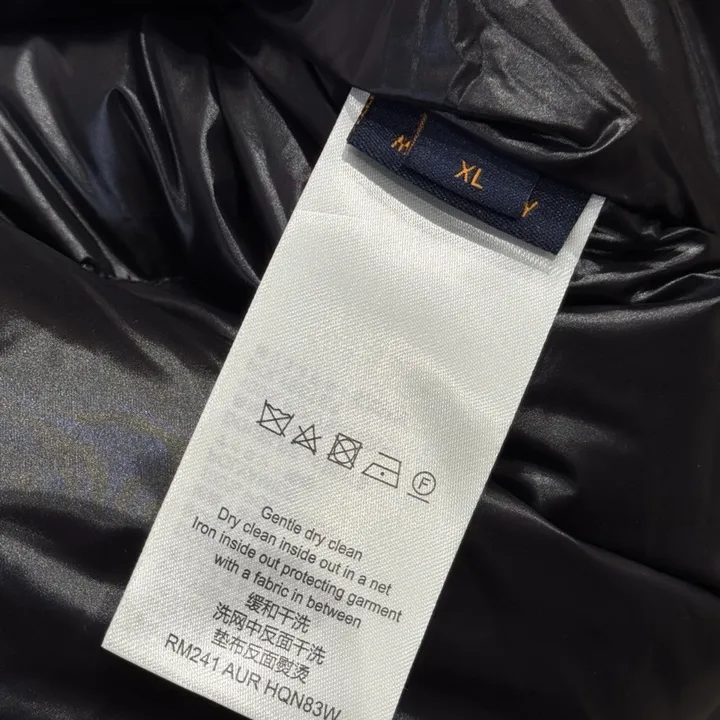 XL
Y
F
Gentle dry clean
Dry clean inside out in a net
Iron inside out protecting garment
with a fabric in between
缓和干洗
洗网中反面干洗
垫布反面熨烫
RM241 AUR HQN83W